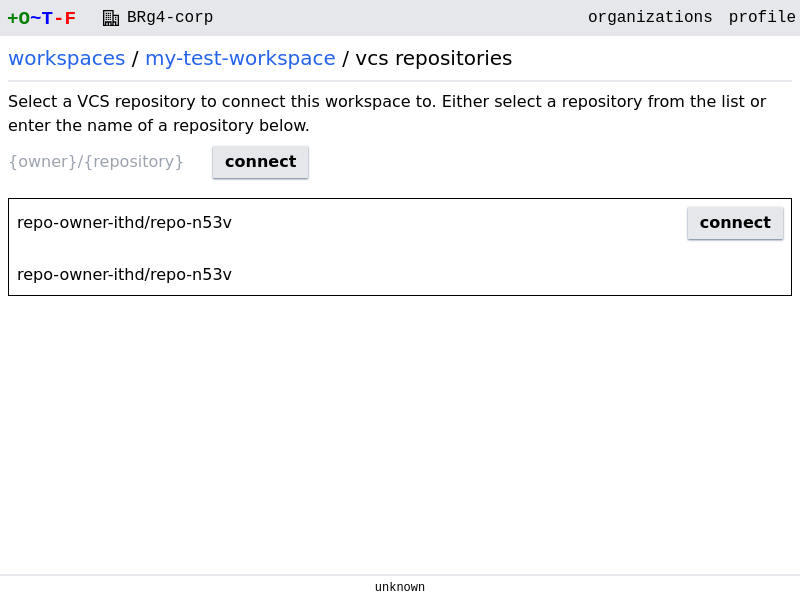 +O~T-F BRg4-corp organizations profile
workspaces / my-test-workspace / vcs repositories
Select a VCS repository to connect this workspace to. Either select a repository from the list or
enter the name of a repository below.
{owner}/{repository} connect
repo-owner-ithd/repo-n53v connect
repo-owner-ithd/repo-n53v
unknown